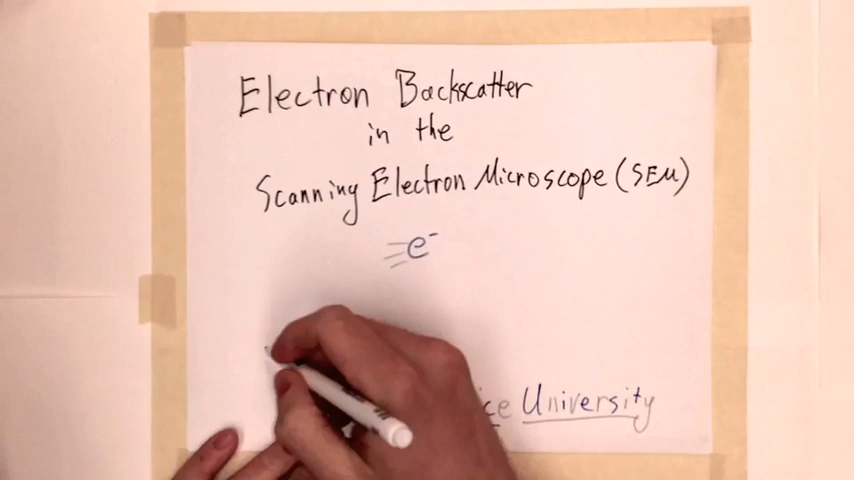 Electron Backscatter
in the
Scanning Electron Microscope (SEM)
e-
University